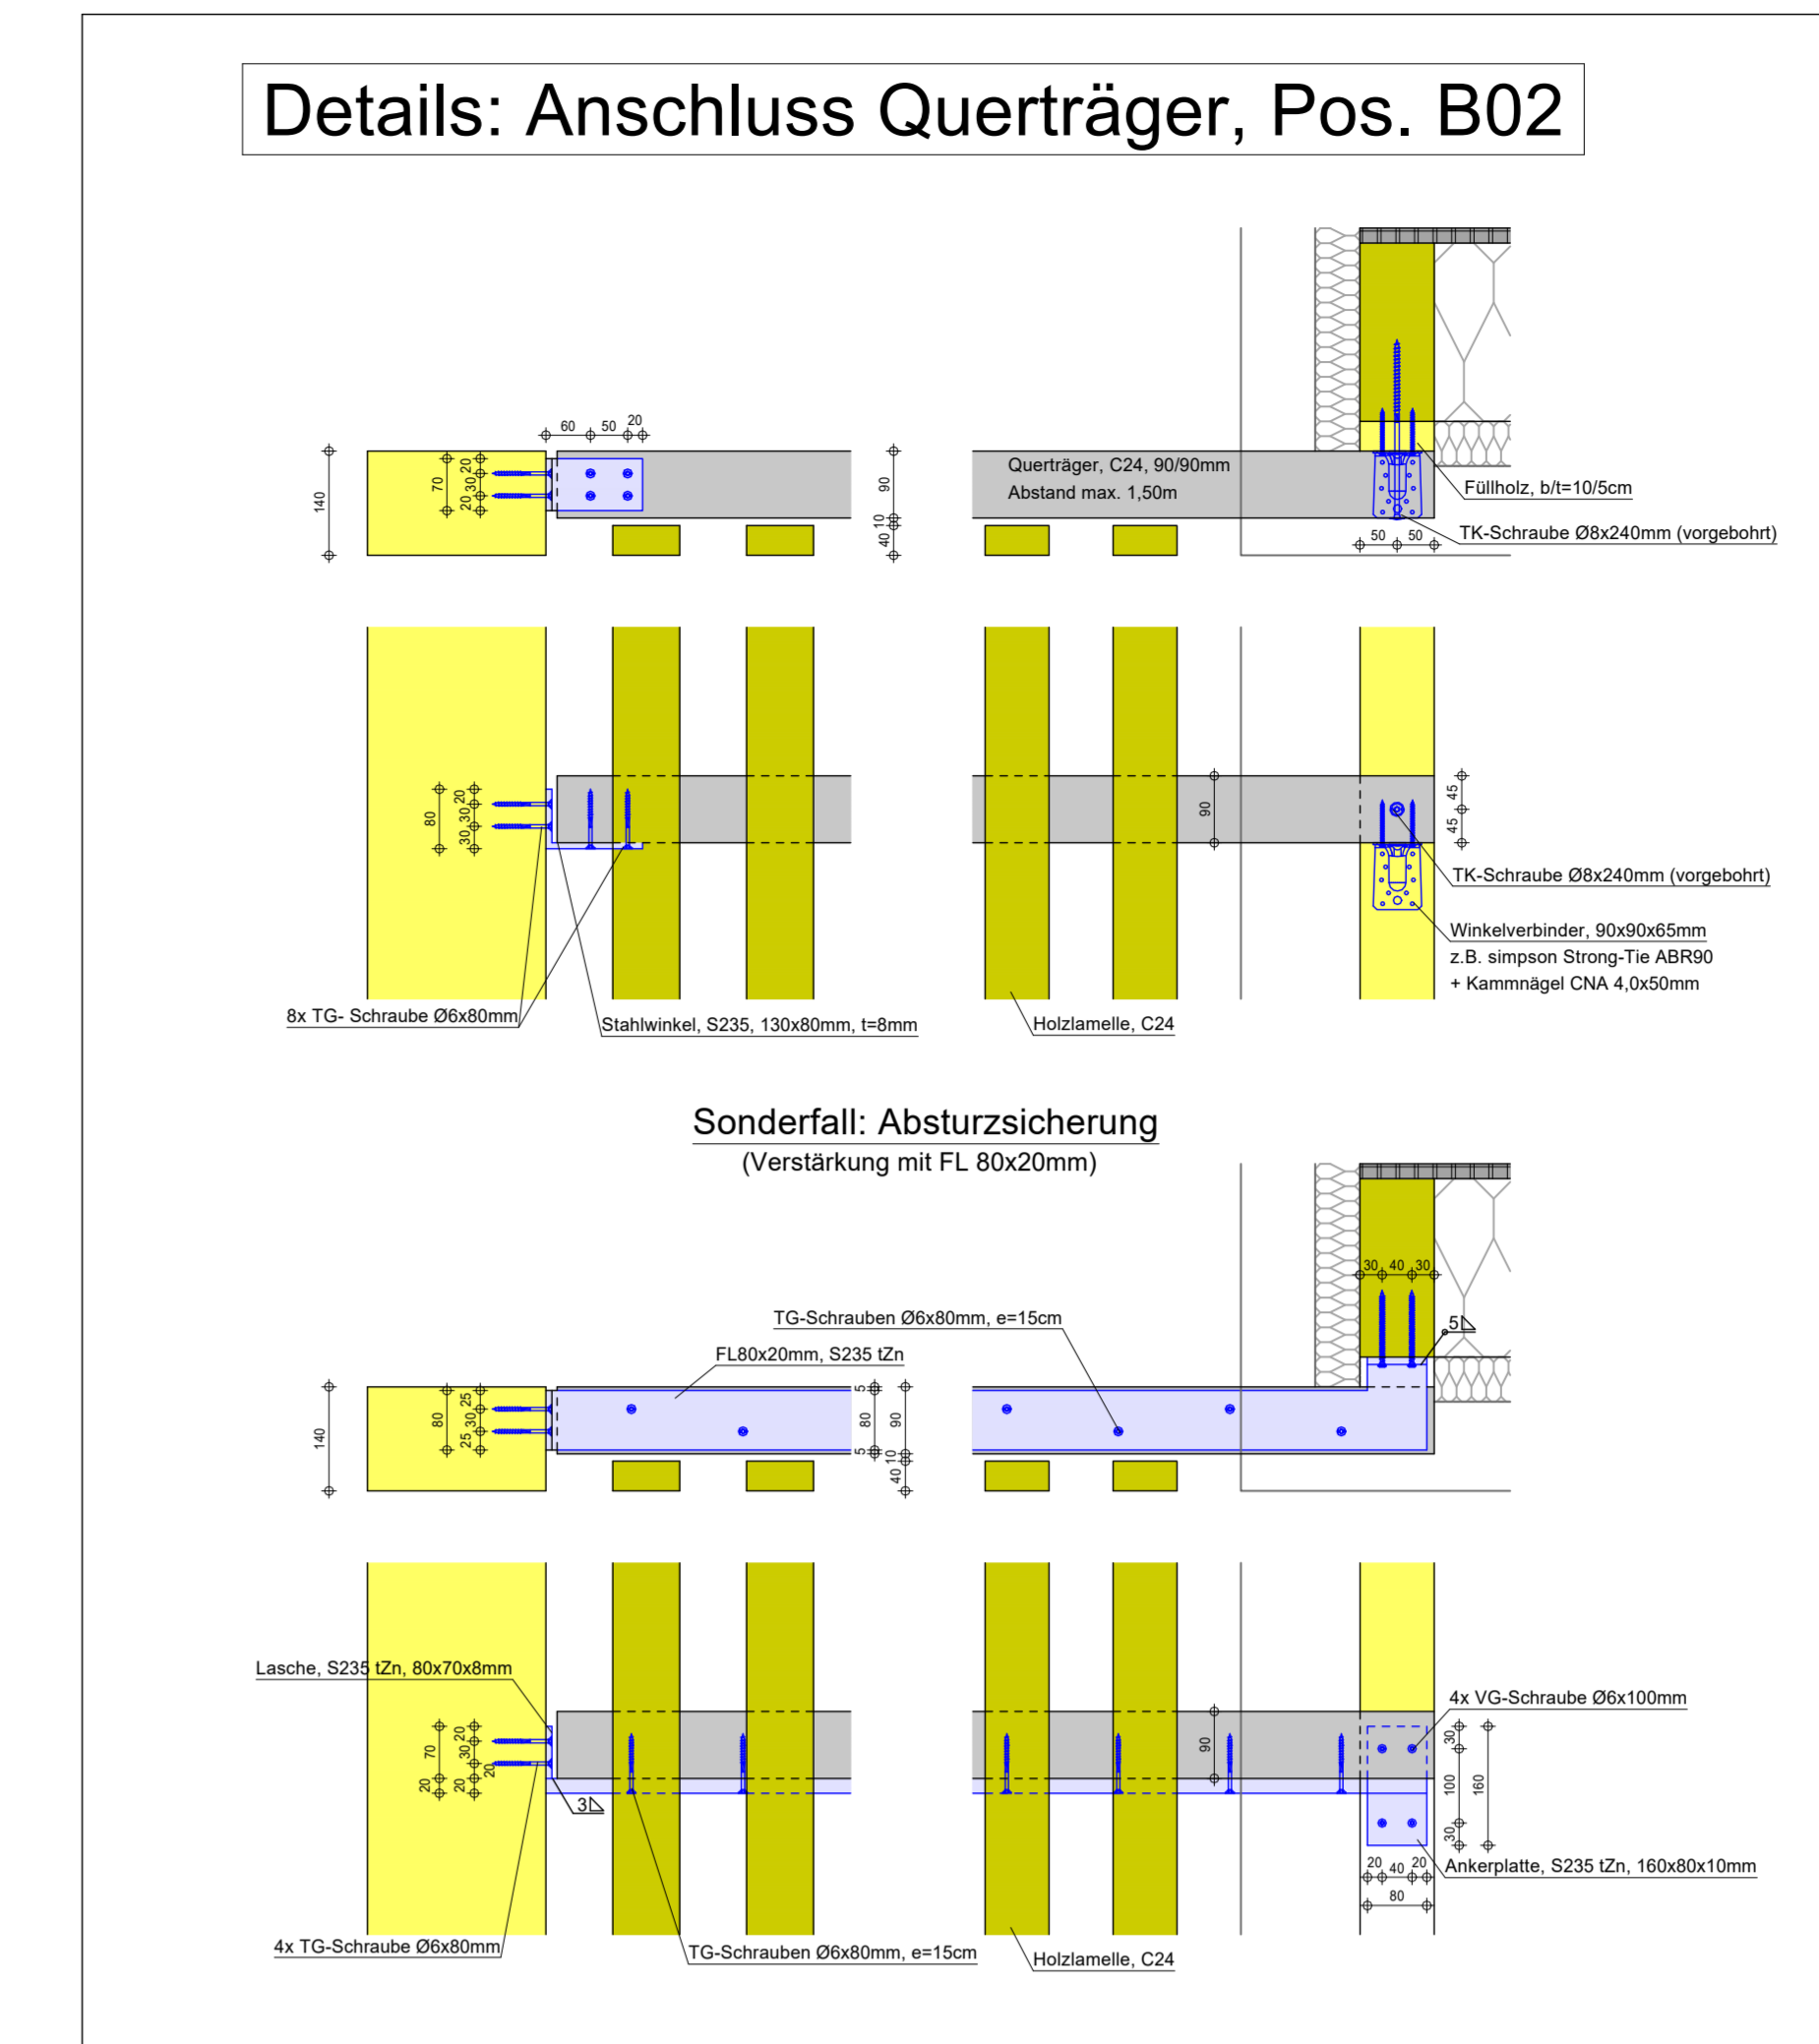 Details: Anschluss Querträger, Pos. B02
60 50 20
140
70
20 30 20
90
10
40
Querträger, C24, 90/90mm
Abstand max. 1,50m
Füllholz, b/t=10/5cm
50 50
TK-Schraube Ø8x240mm (vorgebohrt)
80
20
30
30
90
45
45
TK-Schraube Ø8x240mm (vorgebohrt)
Winkelverbinder, 90x90x65mm
z.B. simpson Strong-Tie ABR90
+ Kammnägel CNA 4,0x50mm
8x TG- Schraube Ø6x80mm
Stahlwinkel, S235, 130x80mm, t=8mm
Holzlamelle, C24
Sonderfall: Absturzsicherung
(Verstärkung mit FL 80x20mm)
30 40 30
TG-Schrauben Ø6x80mm, e=15cm
5
FL80x20mm, S235 tZn
140
80
25
30
25
5
80
5
90
10
40
Lasche, S235 tZn, 80x70x8mm
4x VG-Schraube Ø6x100mm
70
20
20
30
20
20
90
30
100
30
160
3
20 40 20
80
Ankerplatte, S235 tZn, 160x80x10mm
4x TG-Schraube Ø6x80mm
TG-Schrauben Ø6x80mm, e=15cm
Holzlamelle, C24